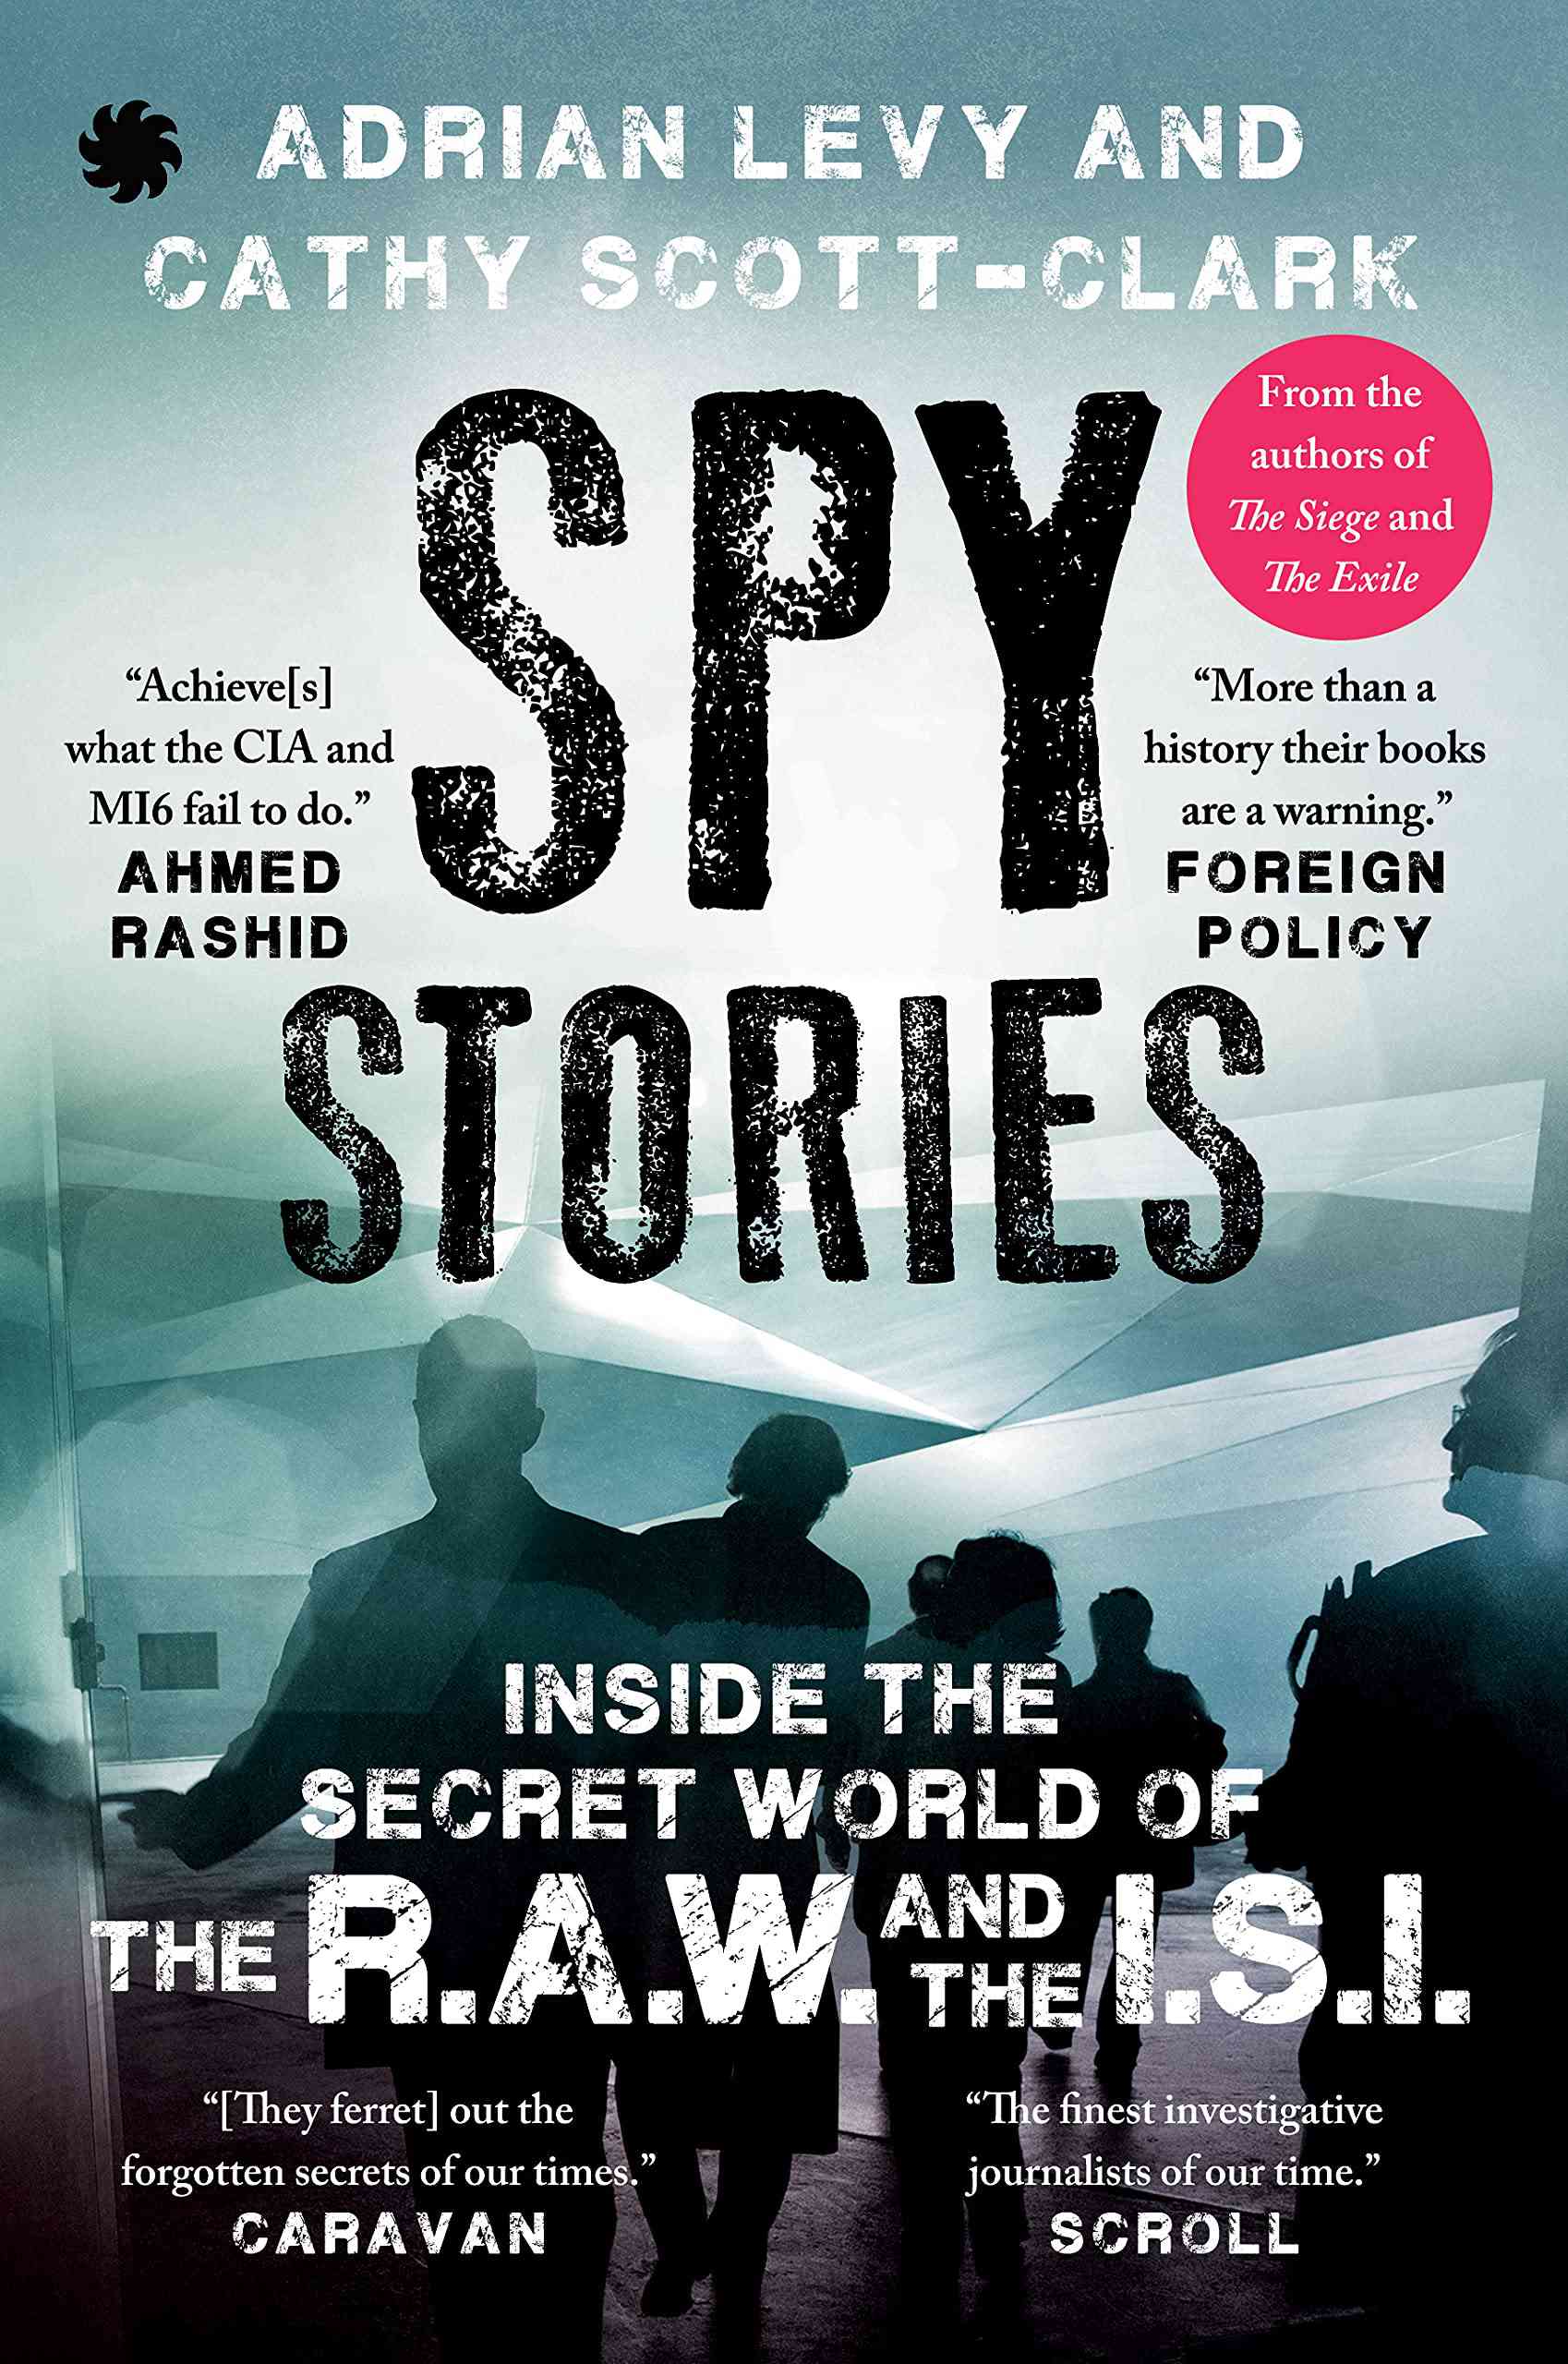 ADRIAN LEVY AND
CATHY SCOTT-CLARK
From the
authors of
The Siege and
The Exile
SPY
"Achieve[s]
what the CIA and
MI6 fail to do."
AHMED
RASHID
"More than a
history their books
are a warning."
FOREIGN
POLICY
STORIES
INSIDE THE
SECRET WORLD OF
THE R.A.W. AND THE I.S.I.
"[They ferret] out the
forgotten secrets of our times."
CARAVAN
"The finest investigative
journalists of our time."
SCROLL